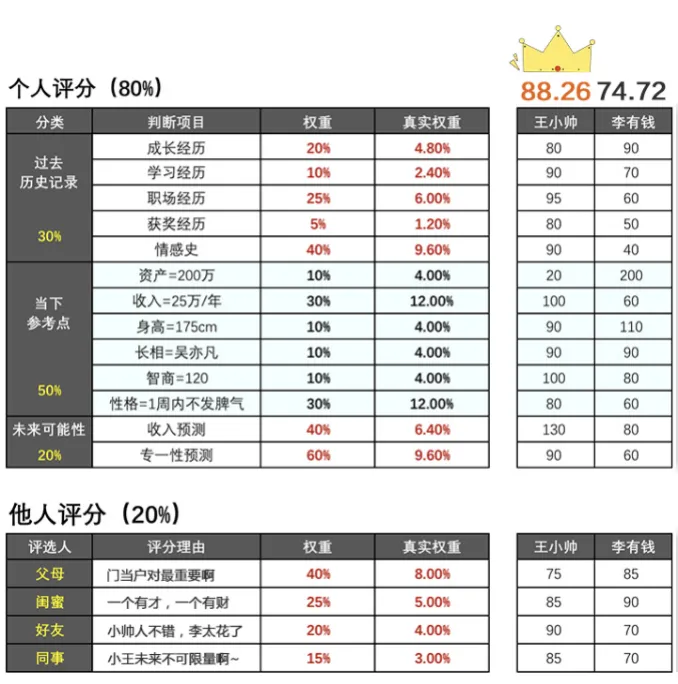 88.26 74.72
个人评分（80%）
分类 判断项目 权重 真实权重 王小帅 李有钱
过去
历史记录
30%
成长经历 20% 4.80% 80 90
学习经历 10% 2.40% 90 70
职场经历 25% 6.00% 95 60
获奖经历 5% 1.20% 80 50
情感史 40% 9.60% 90 40
当下
参考点
50%
资产=200万 10% 4.00% 20 200
收入=25万/年 30% 12.00% 100 60
身高=175cm 10% 4.00% 90 110
长相=吴亦凡 10% 4.00% 90 90
智商=120 10% 4.00% 100 80
性格=1周内不发脾气 30% 12.00% 80 60
未来可能性
20%
收入预测 40% 6.40% 130 80
专一性预测 60% 9.60% 90 60
他人评分（20%）
评选人 评分理由 权重 真实权重 王小帅 李有钱
父母 门当户对最重要啊 40% 8.00% 75 85
闺蜜 一个有才，一个有财 25% 5.00% 85 90
好友 小帅人不错，李太花了 20% 4.00% 90 70
同事 小王未来不可限量啊~ 15% 3.00% 85 70